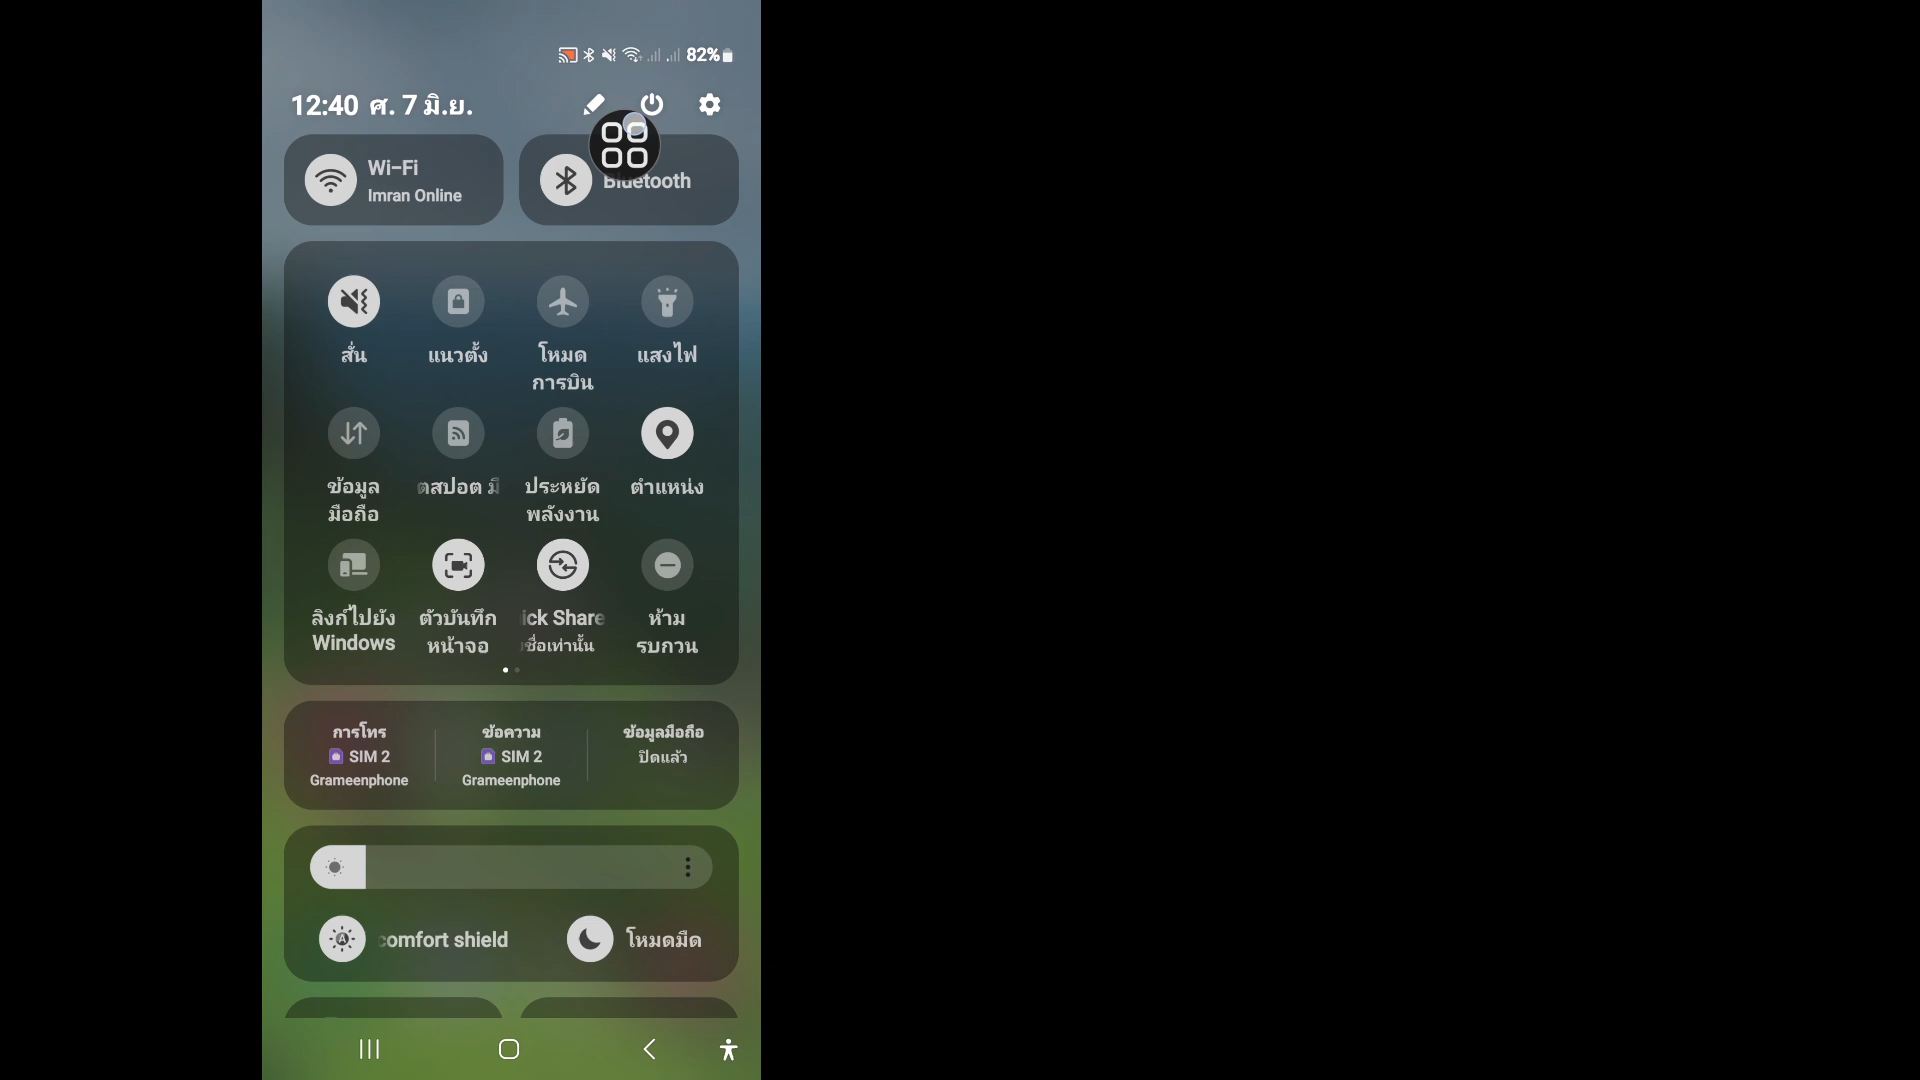 82%
12:40 ศ. 7 มิ.ย.
Wi-Fi
Imran Online
Bluetooth
สั่น
แนวตั้ง
โหมด
การบิน
แสงไฟ
ข้อมูล
มือถือ
ตสปอต มื
ประหยัด
พลังงาน
ตำแหน่ง
ลิงก์ไปยัง
Windows
ตัวบันทึก
หน้าจอ
ick Share
ชื่อเท่านั้น
ห้าม
รบกวน
การโทร
SIM 2
Grameenphone
ข้อความ
SIM 2
Grameenphone
ข้อมูลมือถือ
ปิดแล้ว
comfort shield
โหมดมืด